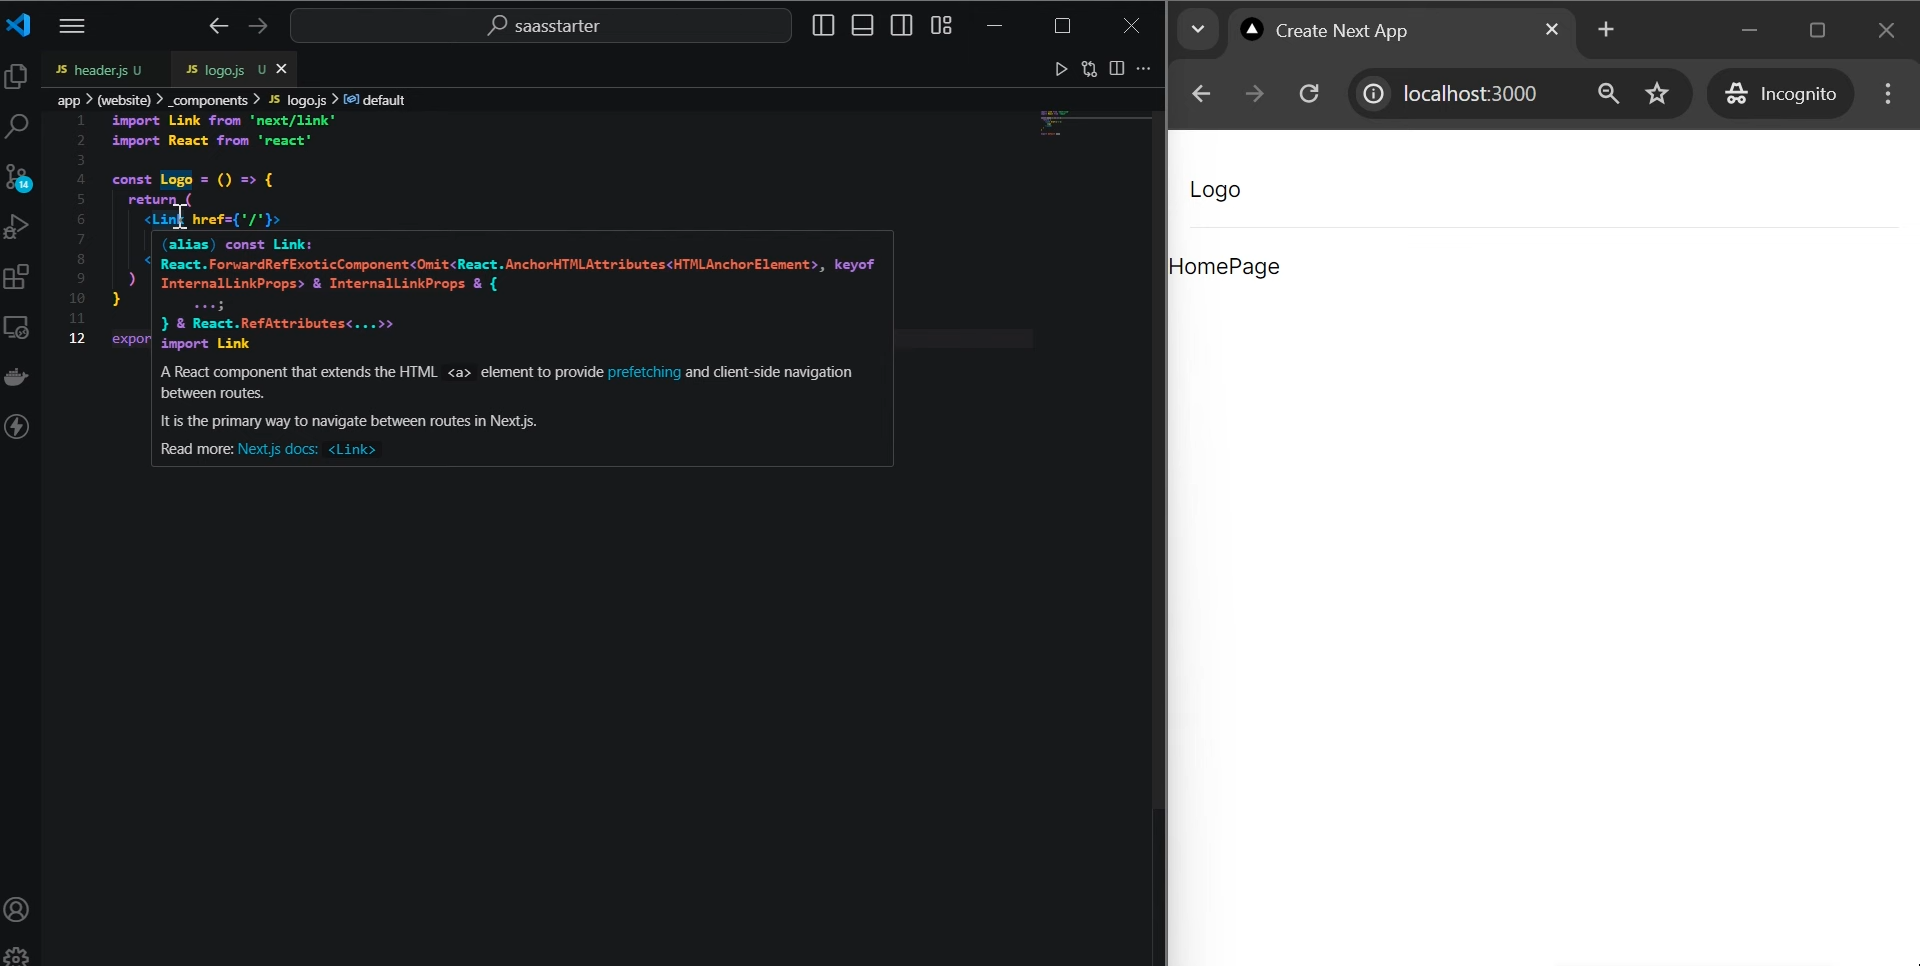 saasstarter
JS header.js U
JS logo.js U
app > (website) > _components > JS logo.js > default
1 import Link from 'next/link'
2 import React from 'react'
3
4 const Logo = () => {
5 return (
6 <Link href={'/'}>
7
8 <
9 )
10 }
11
12 expor
(alias) const Link:
React.ForwardRefExoticComponent<Omit<React.AnchorHTMLAttributes<HTMLAnchorElement>, keyof
InternalLinkProps> & InternalLinkProps & {
...;
} & React.RefAttributes<...>>
import Link
A React component that extends the HTML <a> element to provide prefetching and client-side navigation
between routes.
It is the primary way to navigate between routes in Next.js.
Read more: Next.js docs: <Link>
14
Create Next App
localhost:3000
Incognito
Logo
HomePage